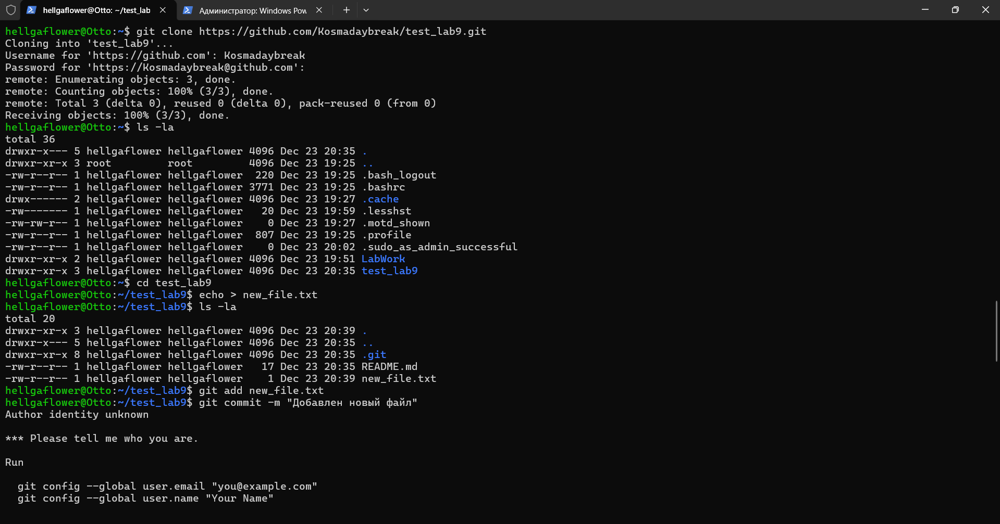 hellgaflower@Otto: ~/test_lab
Администратор: Windows Pow
hellgaflower@Otto:~$ git clone https://github.com/Kosmadaybreak/test_lab9.git
Cloning into 'test_lab9'...
Username for 'https://github.com': Kosmadaybreak
Password for 'https://Kosmadaybreak@github.com':
remote: Enumerating objects: 3, done.
remote: Counting objects: 100% (3/3), done.
remote: Total 3 (delta 0), reused 0 (delta 0), pack-reused 0 (from 0)
Receiving objects: 100% (3/3), done.
hellgaflower@Otto:~$ ls -la
total 36
drwxr-x--- 5 hellgaflower hellgaflower 4096 Dec 23 20:35 .
drwxr-xr-x 3 root         root         4096 Dec 23 19:25 ..
-rw-r--r-- 1 hellgaflower hellgaflower  220 Dec 23 19:25 .bash_logout
-rw-r--r-- 1 hellgaflower hellgaflower 3771 Dec 23 19:25 .bashrc
drwx------ 2 hellgaflower hellgaflower 4096 Dec 23 19:27 .cache
-rw------- 1 hellgaflower hellgaflower   20 Dec 23 19:59 .lesshst
-rw-rw-r-- 1 hellgaflower hellgaflower    0 Dec 23 19:27 .motd_shown
-rw-r--r-- 1 hellgaflower hellgaflower  807 Dec 23 19:25 .profile
-rw-r--r-- 1 hellgaflower hellgaflower    0 Dec 23 20:02 .sudo_as_admin_successful
drwxr-xr-x 2 hellgaflower hellgaflower 4096 Dec 23 19:51 LabWork
drwxr-xr-x 3 hellgaflower hellgaflower 4096 Dec 23 20:35 test_lab9
hellgaflower@Otto:~$ cd test_lab9
hellgaflower@Otto:~/test_lab9$ echo > new_file.txt
hellgaflower@Otto:~/test_lab9$ ls -la
total 20
drwxr-xr-x 3 hellgaflower hellgaflower 4096 Dec 23 20:39 .
drwxr-x--- 5 hellgaflower hellgaflower 4096 Dec 23 20:35 ..
drwxr-xr-x 8 hellgaflower hellgaflower 4096 Dec 23 20:35 .git
-rw-r--r-- 1 hellgaflower hellgaflower   17 Dec 23 20:35 README.md
-rw-r--r-- 1 hellgaflower hellgaflower    1 Dec 23 20:39 new_file.txt
hellgaflower@Otto:~/test_lab9$ git add new_file.txt
hellgaflower@Otto:~/test_lab9$ git commit -m "Добавлен новый файл"
Author identity unknown
*** Please tell me who you are.
Run
git config --global user.email "you@example.com"
git config --global user.name "Your Name"